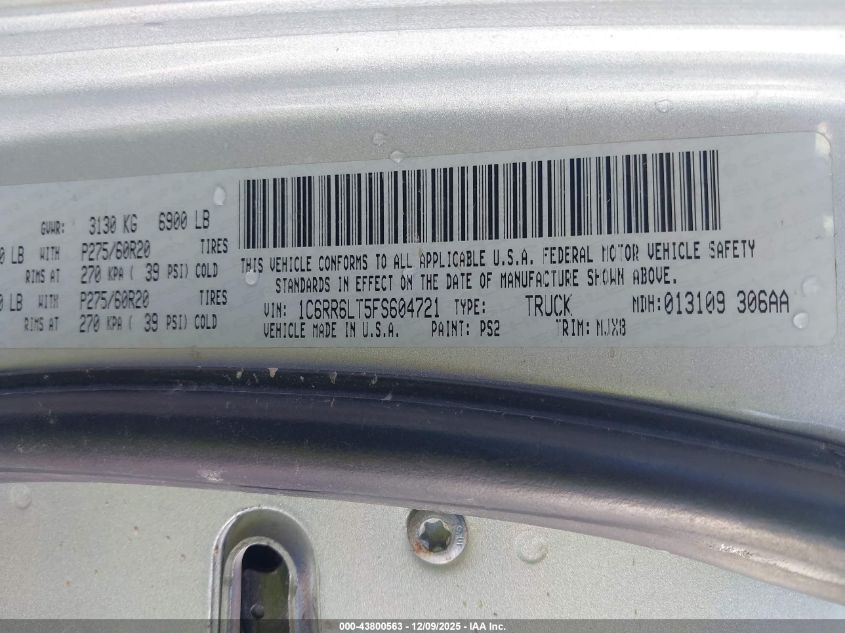 GVWR: 3130 KG 6900 LB
0 LB WITH P275/60R20 TIRES
RIMS AT 270 KPA ( 39 PSI) COLD
0 LB WITH P275/60R20 TIRES
RIMS AT 270 KPA ( 39 PSI) COLD
THIS VEHICLE CONFORMS TO ALL APPLICABLE U.S.A. FEDERAL MOTOR VEHICLE SAFETY
STANDARDS IN EFFECT ON THE DATE OF MANUFACTURE SHOWN ABOVE.
VIN: 1C6RR6LT5FS604721 TYPE: TRUCK MDH: 013109 306AA
VEHICLE MADE IN U.S.A. PAINT: PS2 TRIM: NJX8
000-43800563 - 12/09/2025 - IAA Inc.